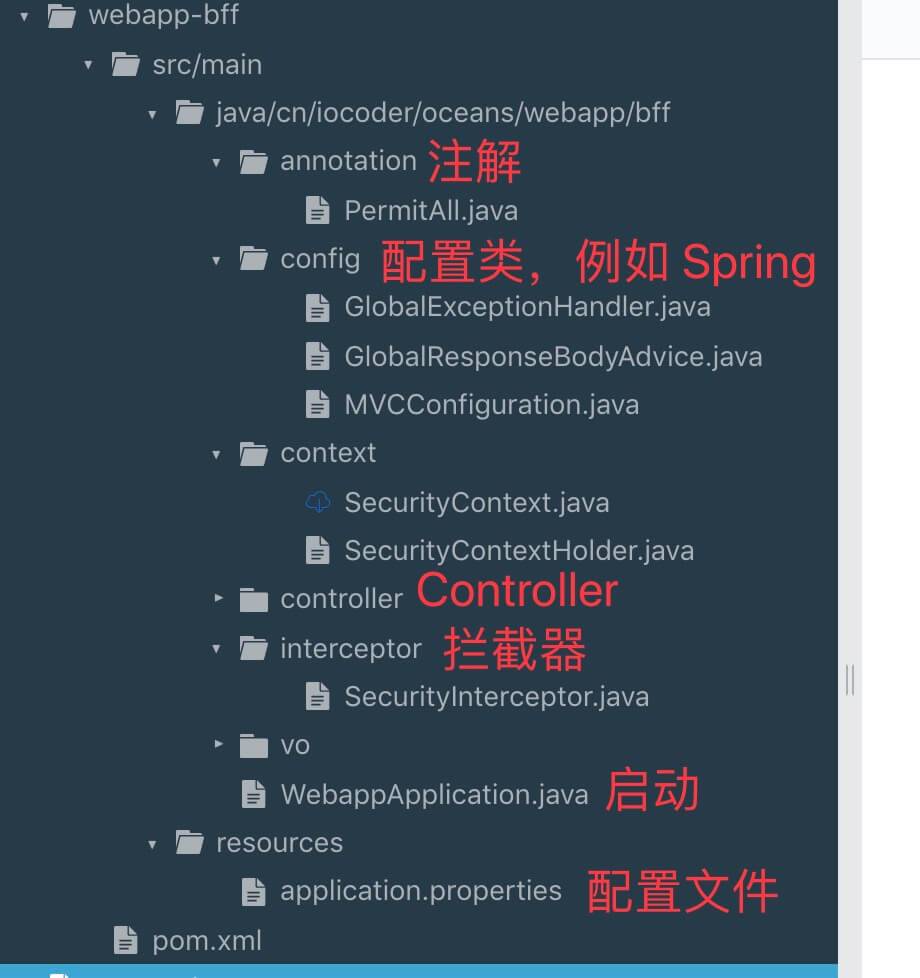 webapp-bff
src/main
java/cn/iocoder/oceans/webapp/bff
annotation 注解
PermitAll.java
config 配置类，例如 Spring
GlobalExceptionHandler.java
GlobalResponseBodyAdvice.java
MVCConfiguration.java
context
SecurityContext.java
SecurityContextHolder.java
controller Controller
interceptor 拦截器
SecurityInterceptor.java
vo
WebappApplication.java 启动
resources
application.properties 配置文件
pom.xml